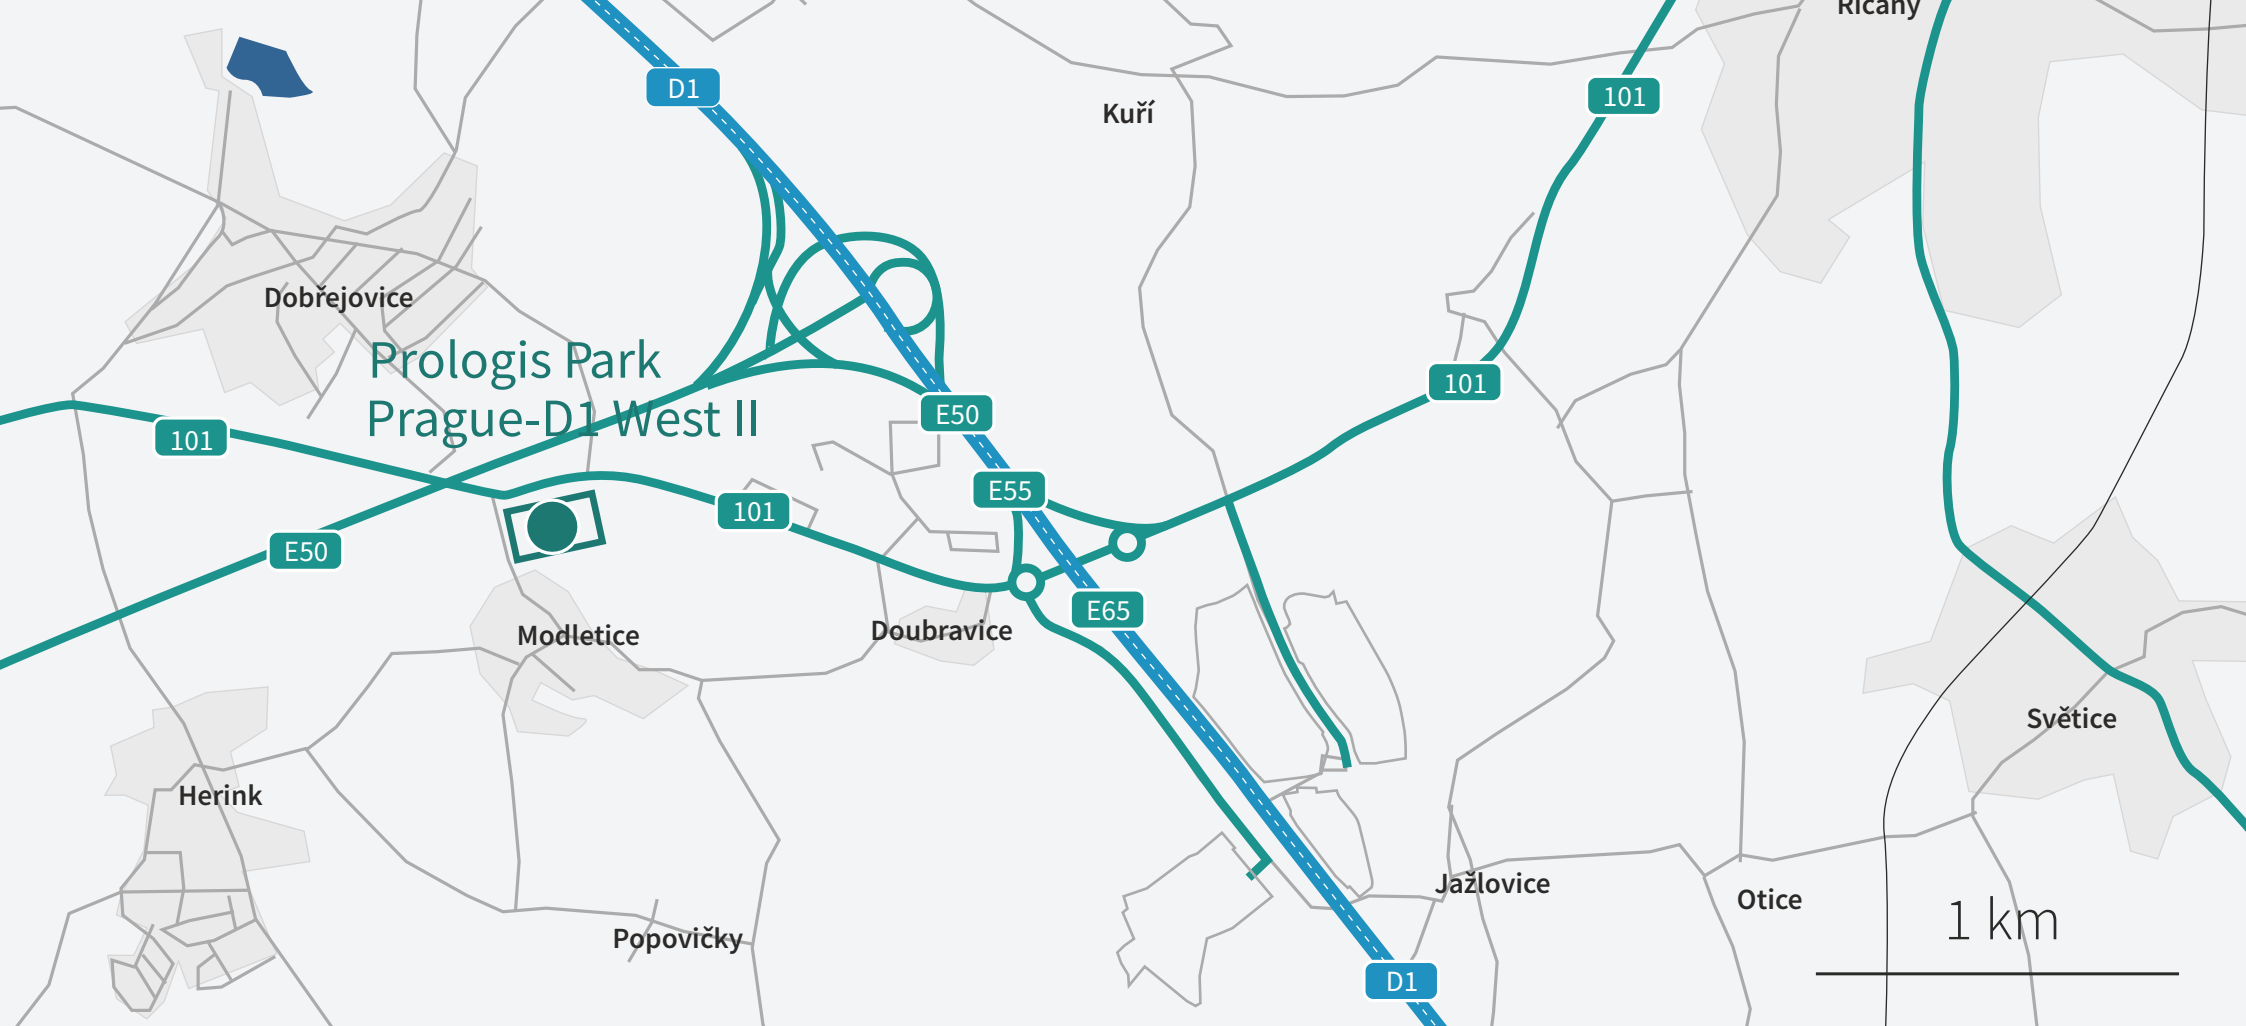 Říčany
D1
101
Kuří
Dobřejovice
Prologis Park
Prague-D1 West II
101
E50
101
E55
101
E50
E65
Modletice
Doubravice
Světice
Herink
Jažlovice
Otice
1 km
Popovičky
D1